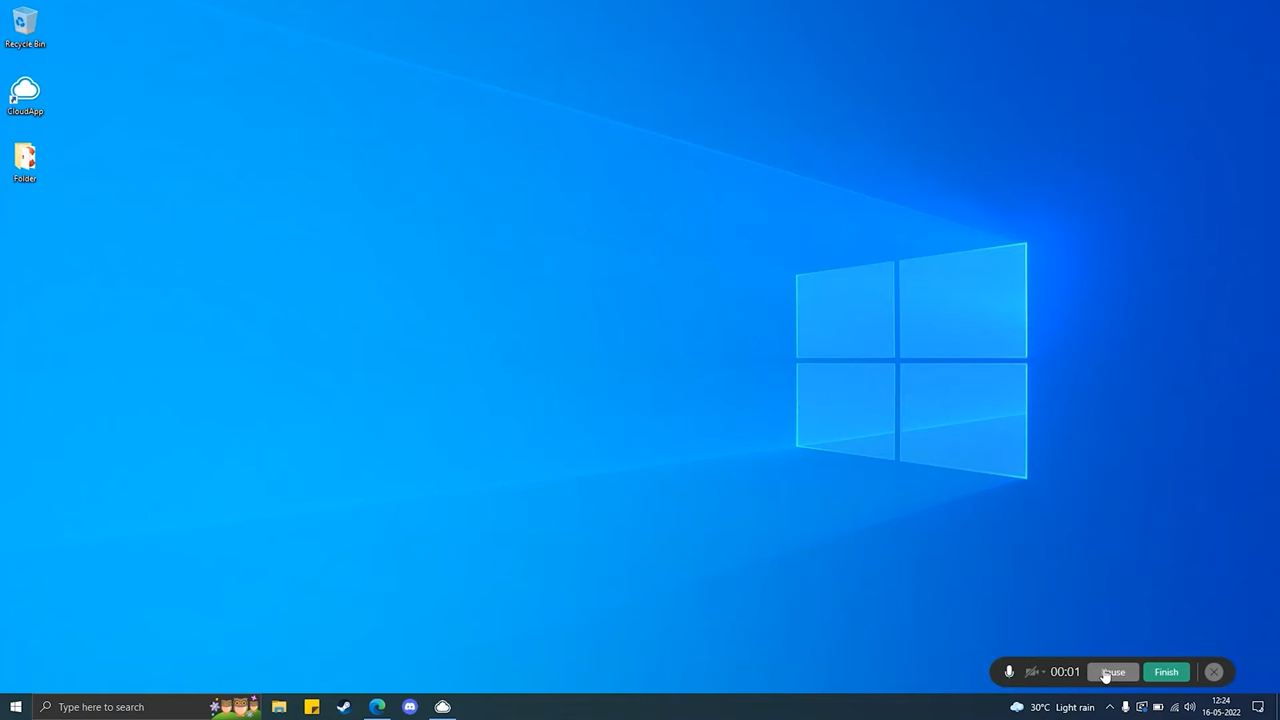 Recycle Bin
CloudApp
Folder
00:01
Finish
Type here to search
30°C Light rain
12:24
16-05-2022